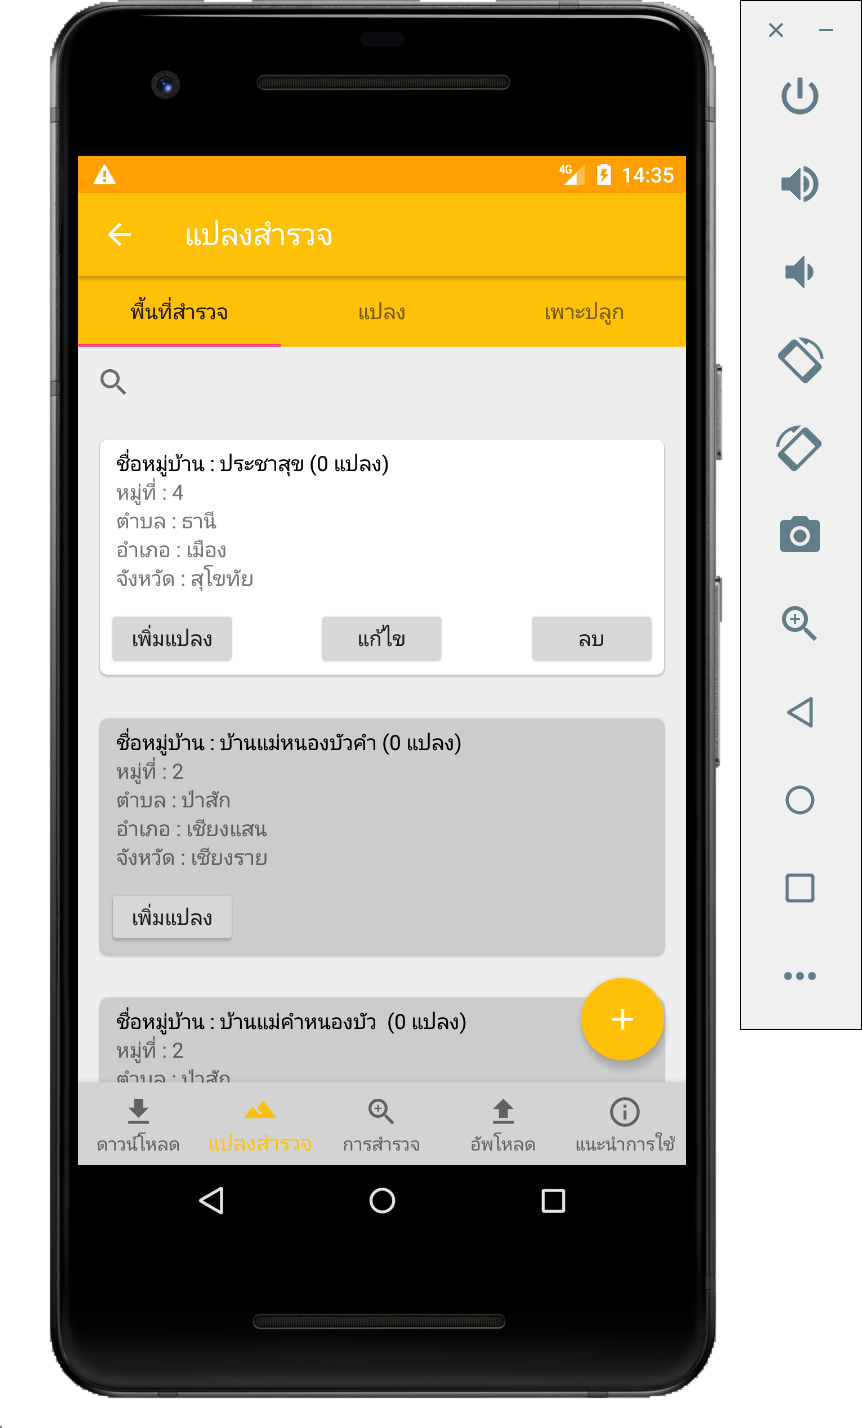 4G 14:35
แปลงสำรวจ
พื้นที่สำรวจ แปลง เพาะปลูก
ชื่อหมู่บ้าน : ประชาสุข (0 แปลง)
หมู่ที่ : 4
ตำบล : ธานี
อำเภอ : เมือง
จังหวัด : สุโขทัย
เพิ่มแปลง แก้ไข ลบ
ชื่อหมู่บ้าน : บ้านแม่หนองบัวคำ (0 แปลง)
หมู่ที่ : 2
ตำบล : ป่าสัก
อำเภอ : เชียงแสน
จังหวัด : เชียงราย
เพิ่มแปลง
ชื่อหมู่บ้าน : บ้านแม่คำหนองบัว (0 แปลง)
หมู่ที่ : 2
ตำบล : ป่าสัก
ดาวน์โหลด แปลงสำรวจ การสำรวจ อัพโหลด แนะนำการใช้